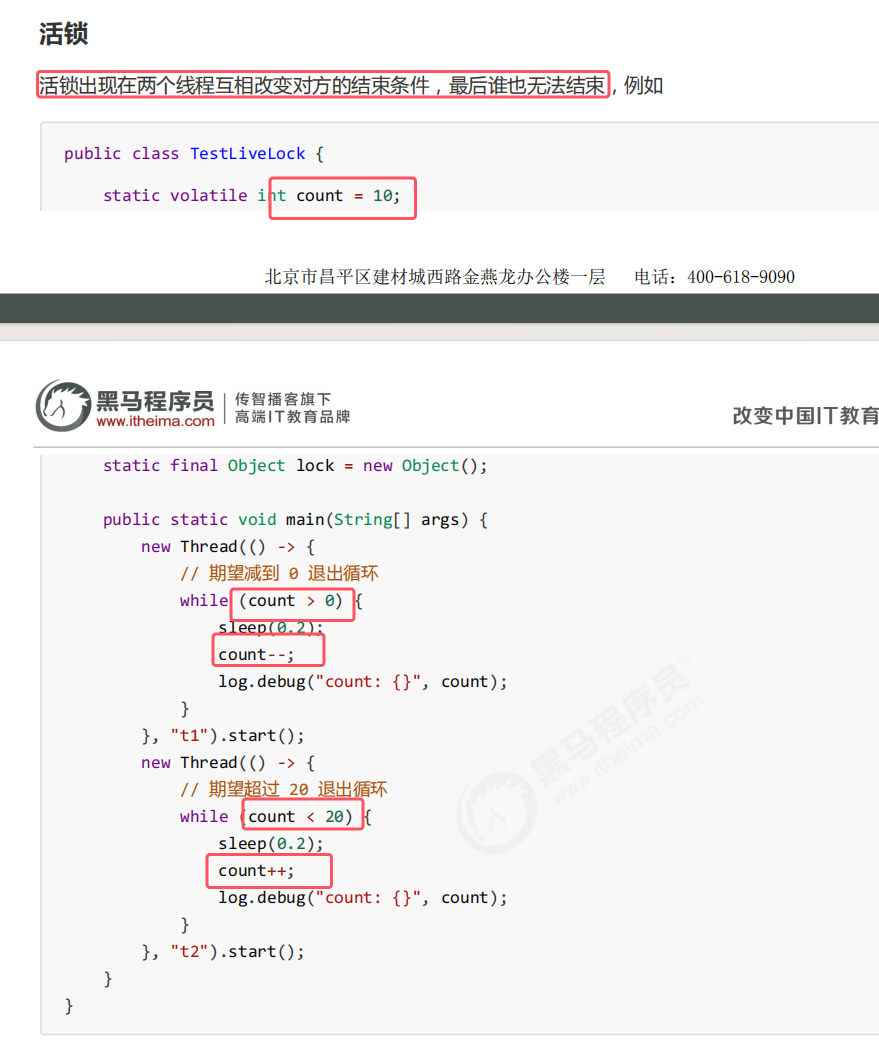 活锁
活锁出现在两个线程互相改变对方的结束条件，最后谁也无法结束，例如
public class TestLiveLock {
static volatile int count = 10;
北京市昌平区建材城西路金燕龙办公楼一层 电话：400-618-9090
黑马程序员
www.itheima.com
传智播客旗下
高端IT教育品牌
改变中国IT教育
static final Object lock = new Object();
public static void main(String[] args) {
new Thread(() -> {
// 期望减到 0 退出循环
while (count > 0) {
sleep(0.2);
count--;
log.debug("count: {}", count);
}
}, "t1").start();
new Thread(() -> {
// 期望超过 20 退出循环
while (count < 20) {
sleep(0.2);
count++;
log.debug("count: {}", count);
}
}, "t2").start();
}
}
黑马程序员™
www.itheima.com